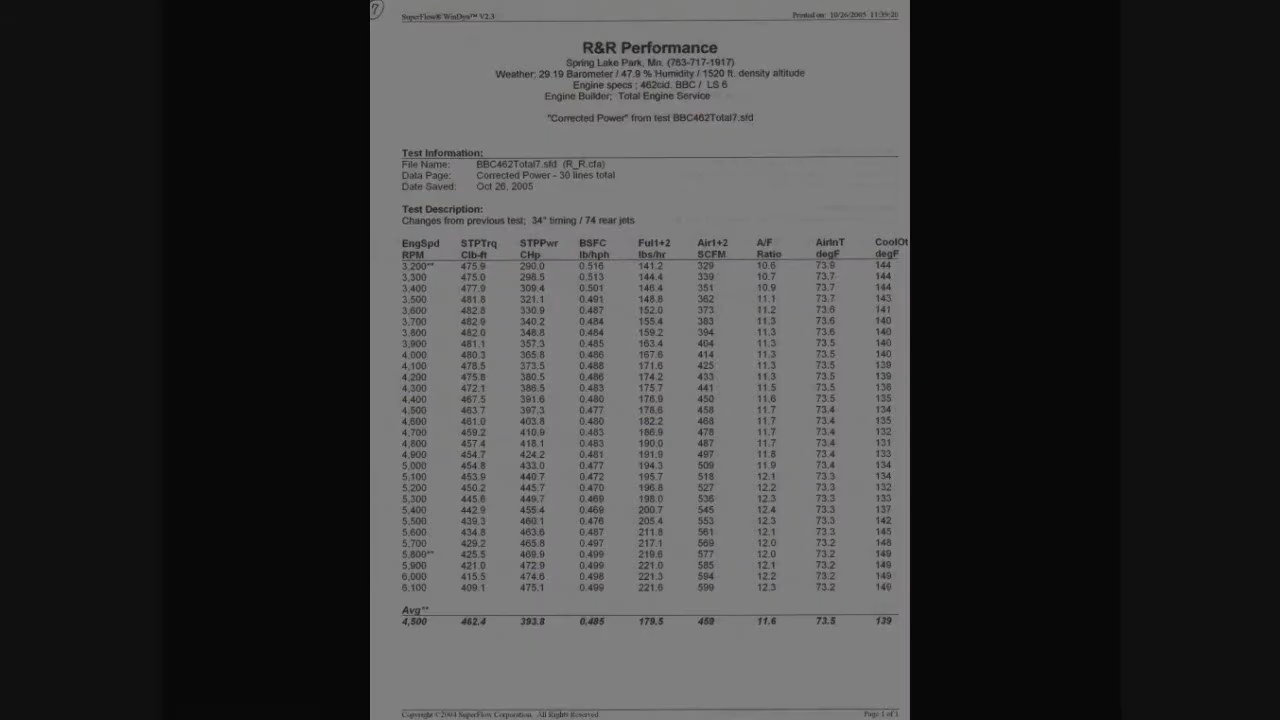 7
SuperFlow® WinDyn™ V2.3 Printed on: 10/26/2005 11:39:20
R&R Performance
Spring Lake Park, Mn. (763-717-1917)
Weather; 29.19 Barometer / 47.9 % Humidity / 1520 ft. density altitude
Engine specs ; 462cid. BBC / LS 6
Engine Builder; Total Engine Service
"Corrected Power" from test BBC462Total7.sfd
Test Information:
File Name: BBC462Total7.sfd (R_R.cfa)
Data Page: Corrected Power - 30 lines total
Date Saved: Oct 26, 2005
Test Description:
Changes from previous test; 34° timing / 74 rear jets
EngSpd STPTrq STPPwr BSFC Ful1+2 Air1+2 A/F AirInT CoolOt
RPM Clb-ft CHp lb/hph lbs/hr SCFM Ratio degF degF
3,200** 475.9 290.0 0.516 141.2 329 10.6 73.9 144
3,300 475.0 298.5 0.513 144.4 339 10.7 73.7 144
3,400 477.9 309.4 0.501 146.4 351 10.9 73.7 144
3,500 481.8 321.1 0.491 148.8 362 11.1 73.7 143
3,600 482.8 330.9 0.487 152.0 373 11.2 73.6 141
3,700 482.9 340.2 0.484 155.4 383 11.3 73.6 140
3,800 482.0 348.8 0.484 159.2 394 11.3 73.6 140
3,900 481.1 357.3 0.485 163.4 404 11.3 73.5 140
4,000 480.3 365.8 0.486 167.6 414 11.3 73.5 140
4,100 478.5 373.5 0.488 171.6 425 11.3 73.5 139
4,200 475.8 380.5 0.486 174.2 433 11.3 73.5 139
4,300 472.1 386.5 0.483 175.7 441 11.5 73.5 138
4,400 467.5 391.6 0.480 176.9 450 11.6 73.5 135
4,500 463.7 397.3 0.477 178.6 458 11.7 73.4 134
4,600 461.0 403.8 0.480 182.2 468 11.7 73.4 135
4,700 459.2 410.9 0.483 186.9 478 11.7 73.4 132
4,800 457.4 418.1 0.483 190.0 487 11.7 73.4 131
4,900 454.7 424.2 0.481 191.9 497 11.8 73.4 133
5,000 454.8 433.0 0.477 194.3 509 11.9 73.4 134
5,100 453.9 440.7 0.472 195.7 518 12.1 73.3 134
5,200 450.2 445.7 0.470 196.8 527 12.2 73.3 132
5,300 445.6 449.7 0.469 198.0 536 12.3 73.3 133
5,400 442.9 455.4 0.469 200.7 545 12.4 73.3 137
5,500 439.3 460.1 0.476 205.4 553 12.3 73.3 142
5,600 434.8 463.6 0.487 211.8 561 12.1 73.3 145
5,700 429.2 465.8 0.497 217.1 569 12.0 73.2 148
5,800** 425.5 469.9 0.499 219.6 577 12.0 73.2 149
5,900 421.0 472.9 0.499 221.0 585 12.1 73.2 149
6,000 415.5 474.6 0.498 221.3 594 12.2 73.2 149
6,100 409.1 475.1 0.499 221.6 599 12.3 73.2 149
Avg**
4,500 462.4 393.8 0.485 179.5 459 11.6 73.5 139
Copyright ©2004 SuperFlow Corporation. All Rights Reserved. Page 1 of 1